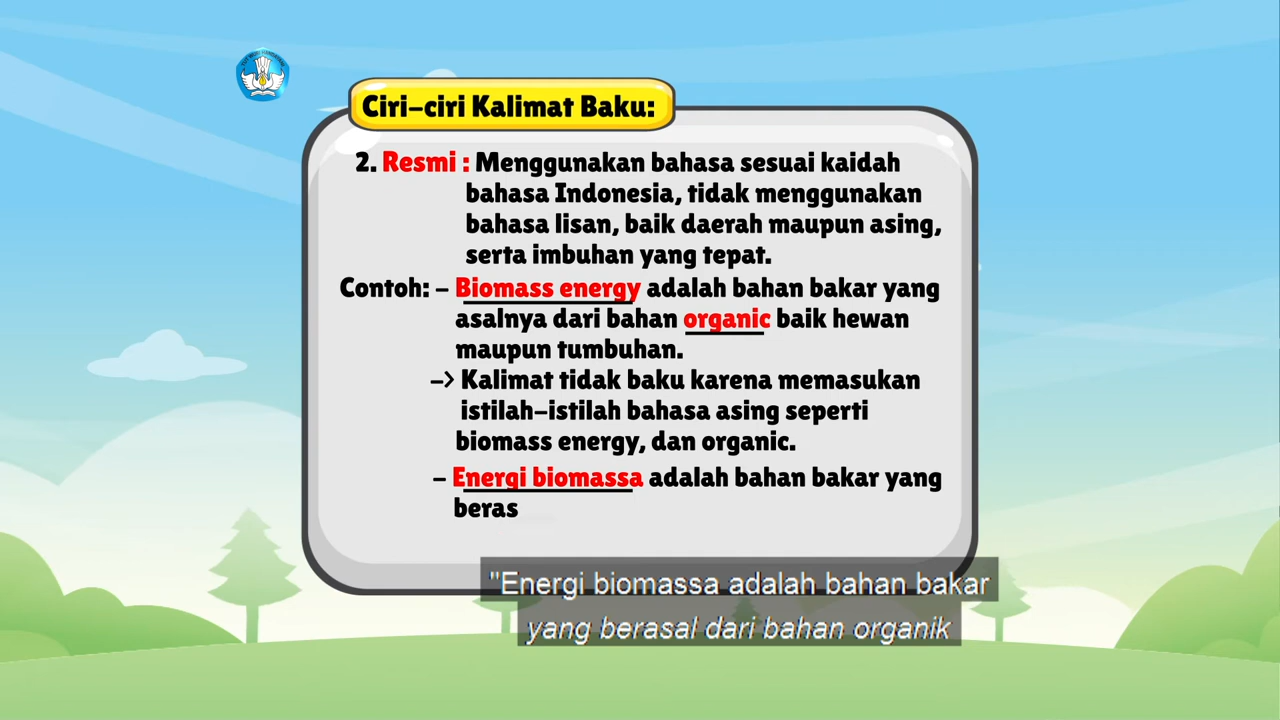 Ciri-ciri Kalimat Baku:
2. Resmi : Menggunakan bahasa sesuai kaidah
bahasa Indonesia, tidak menggunakan
bahasa lisan, baik daerah maupun asing,
serta imbuhan yang tepat.
Contoh: - Biomass energy adalah bahan bakar yang
asalnya dari bahan organic baik hewan
maupun tumbuhan.
-> Kalimat tidak baku karena memasukan
istilah-istilah bahasa asing seperti
biomass energy, dan organic.
- Energi biomassa adalah bahan bakar yang
beras
"Energi biomassa adalah bahan bakar
yang berasal dari bahan organik